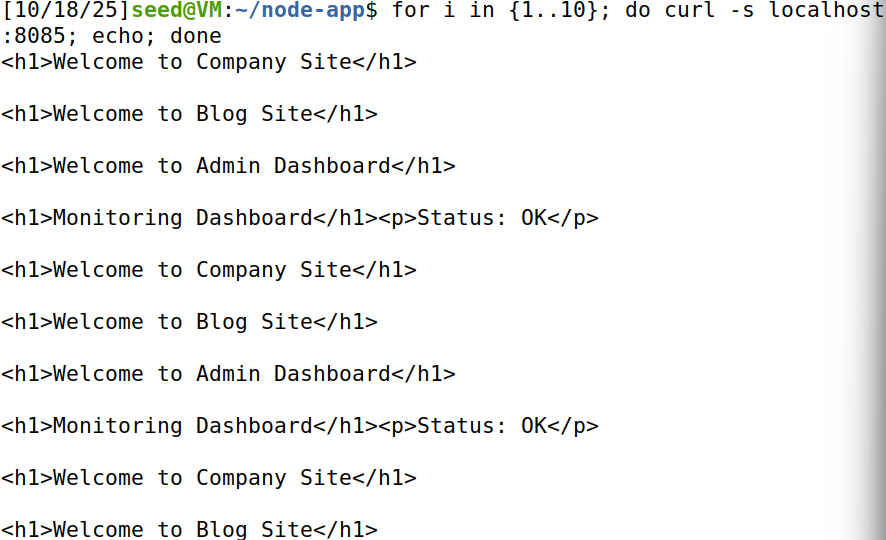 [10/18/25]seed@VM:~/node-app$ for i in {1..10}; do curl -s localhost
:8085; echo; done
<h1>Welcome to Company Site</h1>
<h1>Welcome to Blog Site</h1>
<h1>Welcome to Admin Dashboard</h1>
<h1>Monitoring Dashboard</h1><p>Status: OK</p>
<h1>Welcome to Company Site</h1>
<h1>Welcome to Blog Site</h1>
<h1>Welcome to Admin Dashboard</h1>
<h1>Monitoring Dashboard</h1><p>Status: OK</p>
<h1>Welcome to Company Site</h1>
<h1>Welcome to Blog Site</h1>